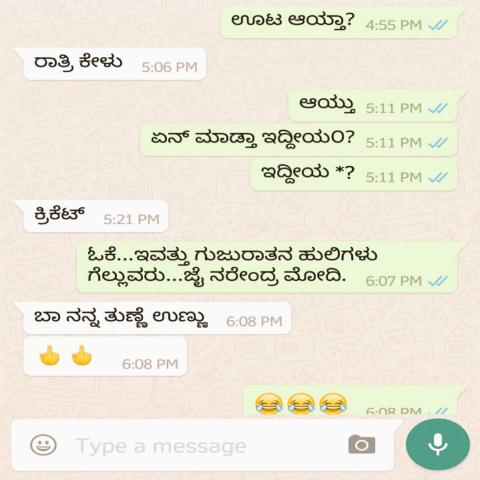 ಊಟ ಆಯ್ತಾ? 4:55 PM
ರಾತ್ರಿ ಕೇಳು 5:06 PM
ಆಯ್ತು 5:11 PM
ಏನ್ ಮಾಡ್ತಾ ಇದ್ದೀಯ೦? 5:11 PM
ಇದ್ದೀಯ *? 5:11 PM
ಕ್ರಿಕೆಟ್ 5:21 PM
ಓಕೆ...ಇವತ್ತು ಗುಜುರಾತನ ಹುಲಿಗಳು
ಗೆಲ್ಲುವರು...ಜೈ ನರೇಂದ್ರ ಮೋದಿ. 6:07 PM
ಬಾ ನನ್ನ ತುಣ್ಣೆ ಉಣ್ಣು 6:08 PM
🖕 🖕 6:08 PM
😂😂😂 6:08 PM
Type a message